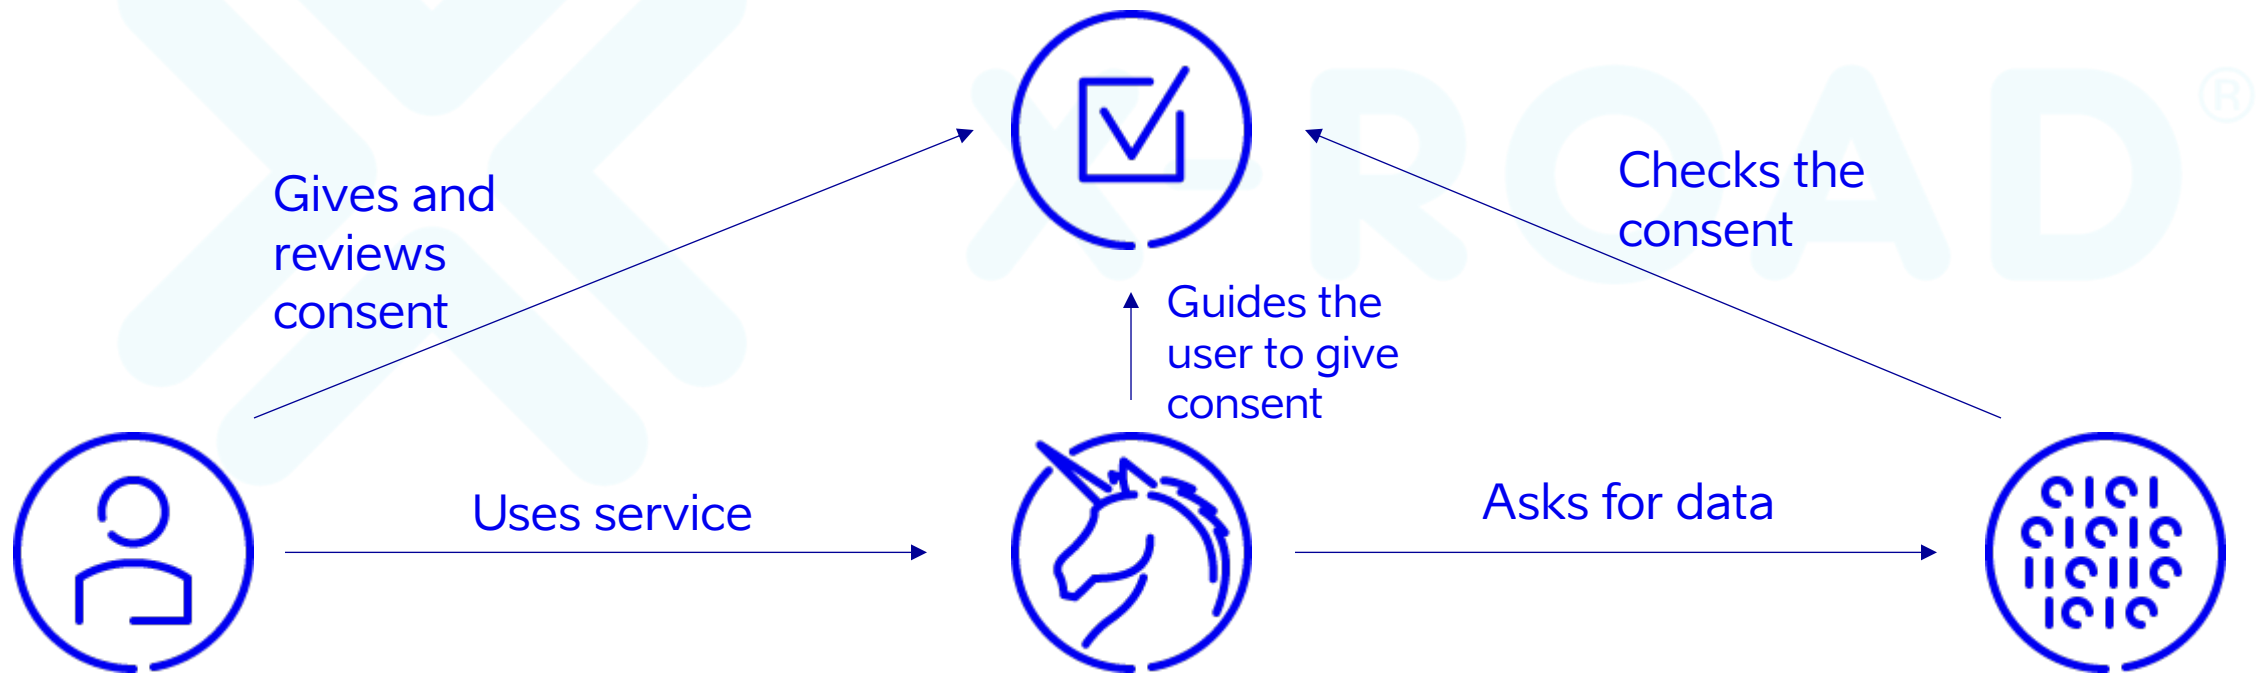 X-ROAD®
Gives and
reviews
consent
Checks the
consent
Guides the
user to give
consent
Uses service
Asks for data